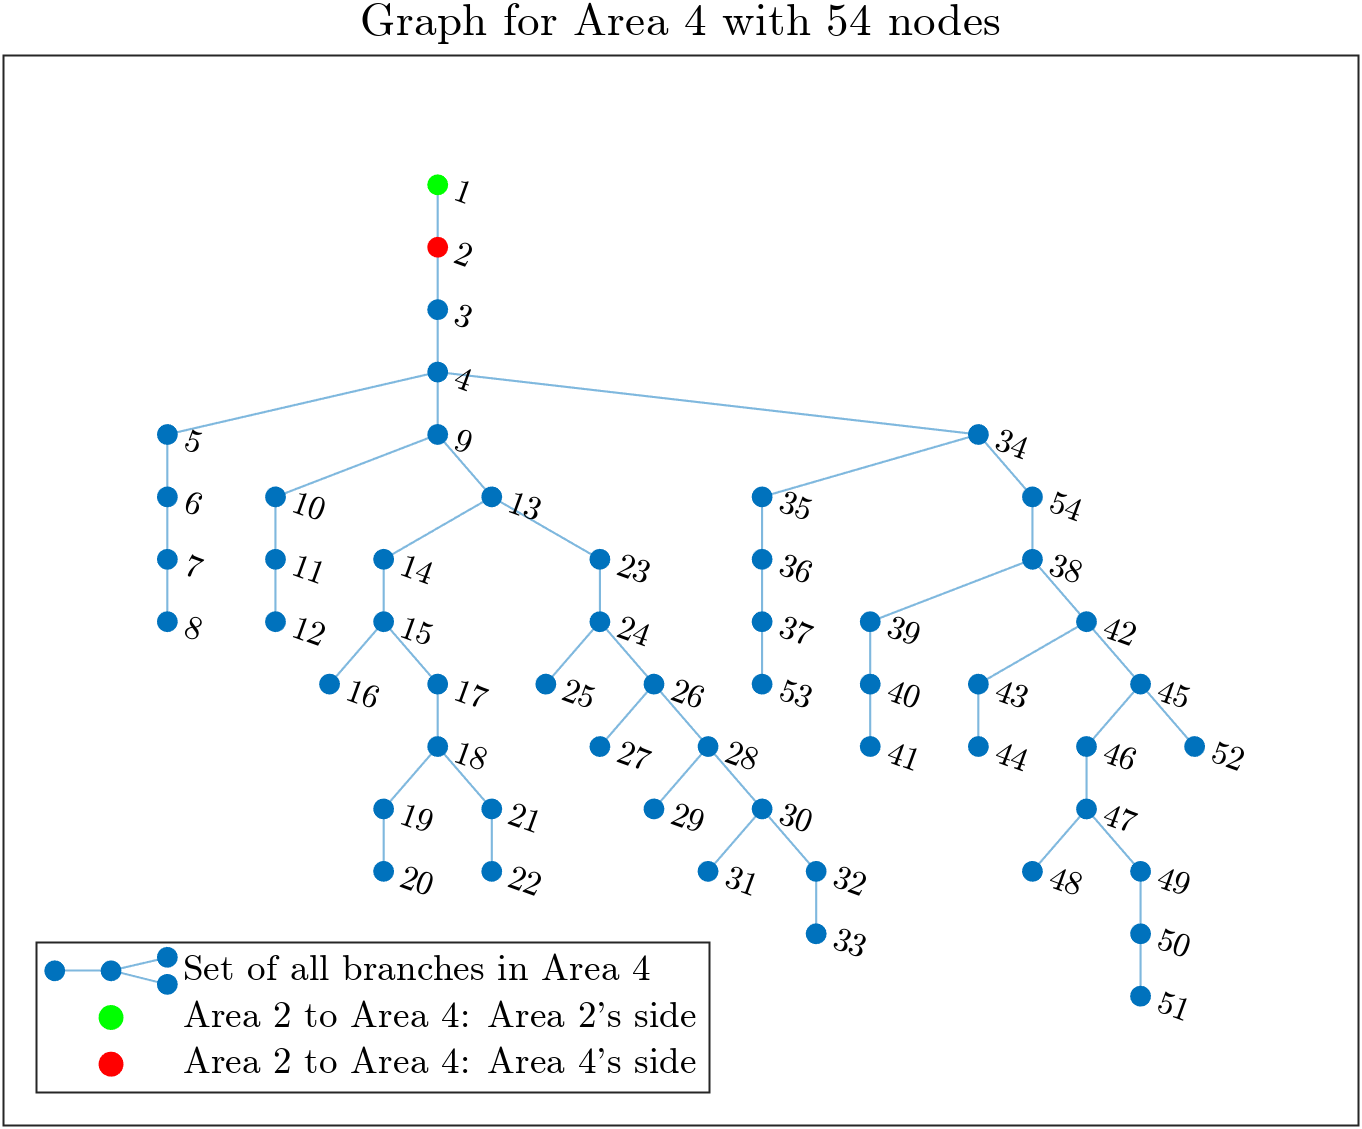 Graph for Area 4 with 54 nodes
1
2
3
4
5 9 34
6 10 13 35 54
7 11 14 23 36 38
8 12 15 24 37 39 42
16 17 25 26 53 40 43 45
18 27 28 41 44 46 52
19 21 29 30 47
20 22 31 32 48 49
33 50
51
Set of all branches in Area 4
Area 2 to Area 4: Area 2's side
Area 2 to Area 4: Area 4's side